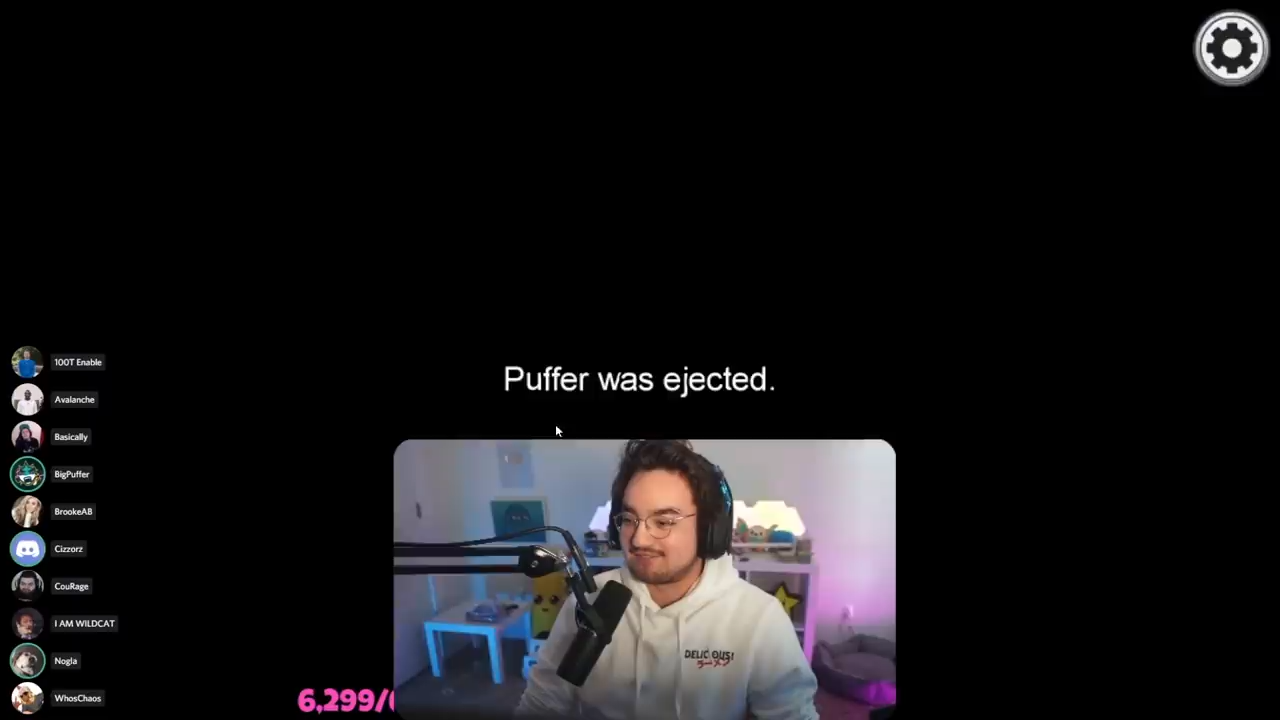 Puffer was ejected.
100T Enable
Avalanche
Basically
BigPuffer
BrookeAB
Cizzorz
CouRage
I AM WILDCAT
Nogla
WhosChaos
DELICIOUS!
6,299/